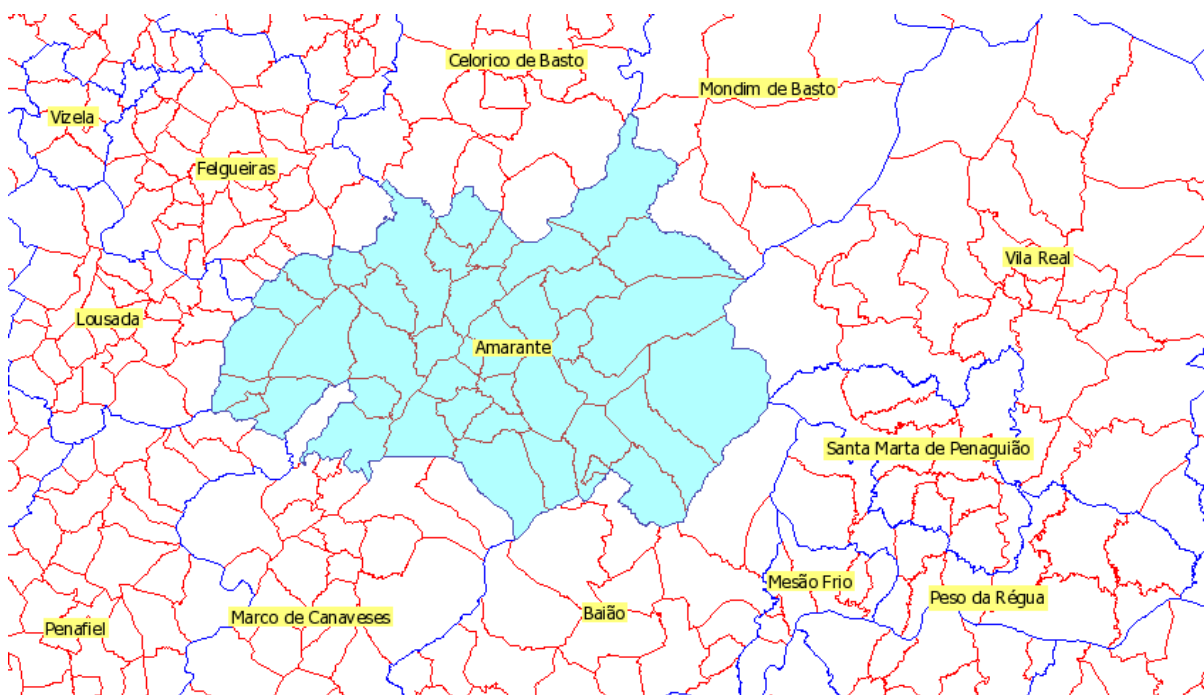 Celorico de Basto
Mondim de Basto
Vizela
Felgueiras
Vila Real
Lousada
Amarante
Santa Marta de Penaguião
Mesão Frio
Peso da Régua
Baião
Marco de Canaveses
Penafiel